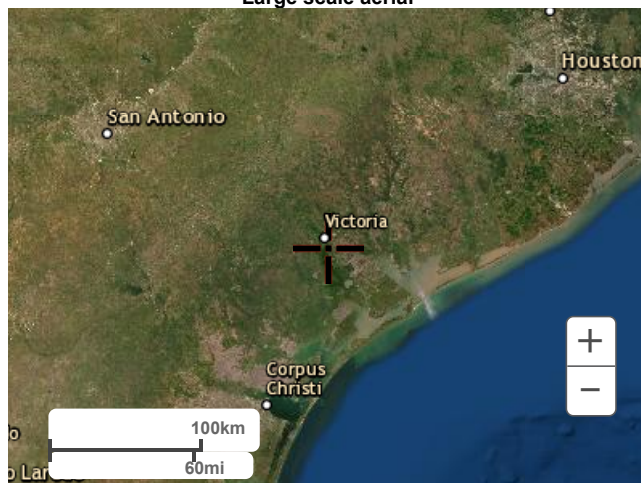 Large scale aerial
Houston
San Antonio
Victoria
Corpus
Christi
100km
60mi
+
−